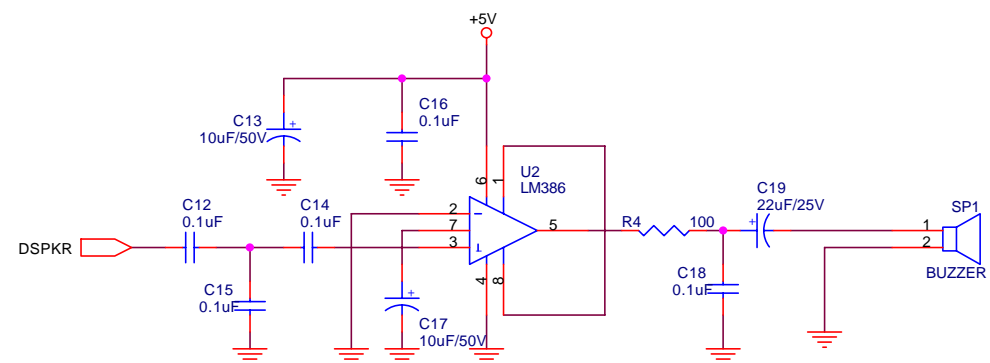 +5V
C13
10uF/50V
C16
0.1uF
U2
LM386
6
1
2
7
3
5
4
8
C12
0.1uF
C14
0.1uF
DSPKR
C15
0.1uF
C17
10uF/50V
R4
100
C19
22uF/25V
C18
0.1uF
SP1
1
2
BUZZER